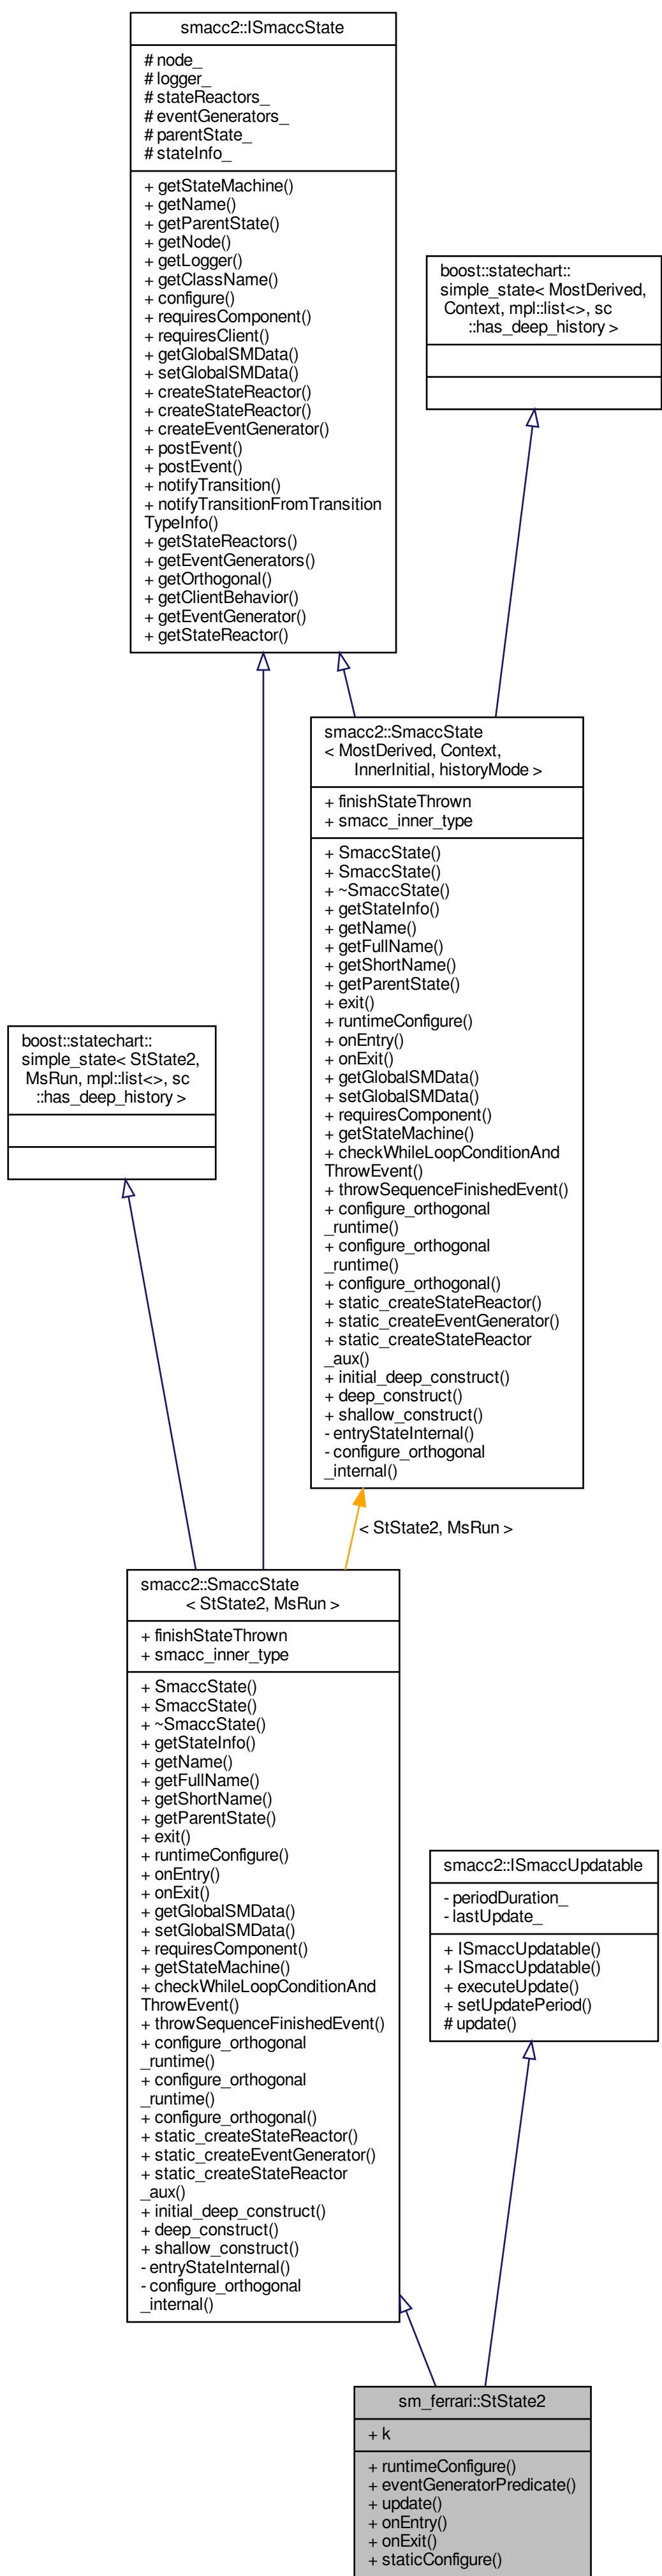 smacc2::ISmaccState
# node_
# logger_
# stateReactors_
# eventGenerators_
# parentState_
# stateInfo_
+ getStateMachine()
+ getName()
+ getParentState()
+ getNode()
+ getLogger()
+ getClassName()
+ configure()
+ requiresComponent()
+ requiresClient()
+ getGlobalSMData()
+ setGlobalSMData()
+ createStateReactor()
+ createStateReactor()
+ createEventGenerator()
+ postEvent()
+ postEvent()
+ notifyTransition()
+ notifyTransitionFromTransition
TypeInfo()
+ getStateReactors()
+ getEventGenerators()
+ getOrthogonal()
+ getClientBehavior()
+ getEventGenerator()
+ getStateReactor()
boost::statechart::
simple_state< MostDerived,
Context, mpl::list<>, sc
::has_deep_history >
smacc2::SmaccState
< MostDerived, Context,
InnerInitial, historyMode >
+ finishStateThrown
+ smacc_inner_type
+ SmaccState()
+ SmaccState()
+ ~SmaccState()
+ getStateInfo()
+ getName()
+ getFullName()
+ getShortName()
+ getParentState()
+ exit()
+ runtimeConfigure()
+ onEntry()
+ onExit()
+ getGlobalSMData()
+ setGlobalSMData()
+ requiresComponent()
+ getStateMachine()
+ checkWhileLoopConditionAnd
ThrowEvent()
+ throwSequenceFinishedEvent()
+ configure_orthogonal
_runtime()
+ configure_orthogonal
_runtime()
+ configure_orthogonal()
+ static_createStateReactor()
+ static_createEventGenerator()
+ static_createStateReactor
_aux()
+ initial_deep_construct()
+ deep_construct()
+ shallow_construct()
- entryStateInternal()
- configure_orthogonal
_internal()
boost::statechart::
simple_state< StState2,
MsRun, mpl::list<>, sc
::has_deep_history >
< StState2, MsRun >
smacc2::SmaccState
< StState2, MsRun >
+ finishStateThrown
+ smacc_inner_type
+ SmaccState()
+ SmaccState()
+ ~SmaccState()
+ getStateInfo()
+ getName()
+ getFullName()
+ getShortName()
+ getParentState()
+ exit()
+ runtimeConfigure()
+ onEntry()
+ onExit()
+ getGlobalSMData()
+ setGlobalSMData()
+ requiresComponent()
+ getStateMachine()
+ checkWhileLoopConditionAnd
ThrowEvent()
+ throwSequenceFinishedEvent()
+ configure_orthogonal
_runtime()
+ configure_orthogonal
_runtime()
+ configure_orthogonal()
+ static_createStateReactor()
+ static_createEventGenerator()
+ static_createStateReactor
_aux()
+ initial_deep_construct()
+ deep_construct()
+ shallow_construct()
- entryStateInternal()
- configure_orthogonal
_internal()
smacc2::ISmaccUpdatable
- periodDuration_
- lastUpdate_
+ ISmaccUpdatable()
+ ISmaccUpdatable()
+ executeUpdate()
+ setUpdatePeriod()
# update()
sm_ferrari::StState2
+ k
+ runtimeConfigure()
+ eventGeneratorPredicate()
+ update()
+ onEntry()
+ onExit()
+ staticConfigure()